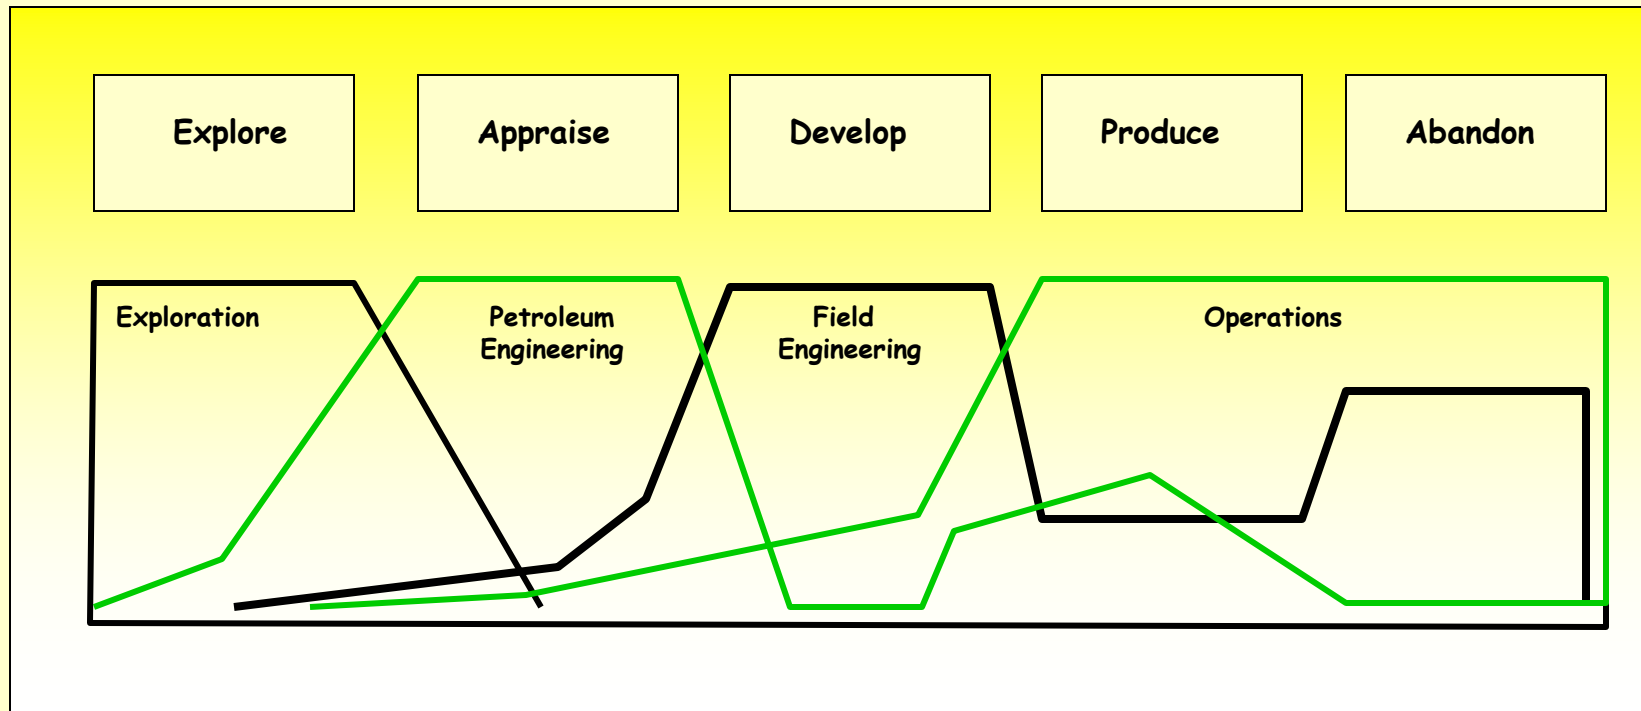 Explore
Appraise
Develop
Produce
Abandon
Exploration
Petroleum
Engineering
Field
Engineering
Operations